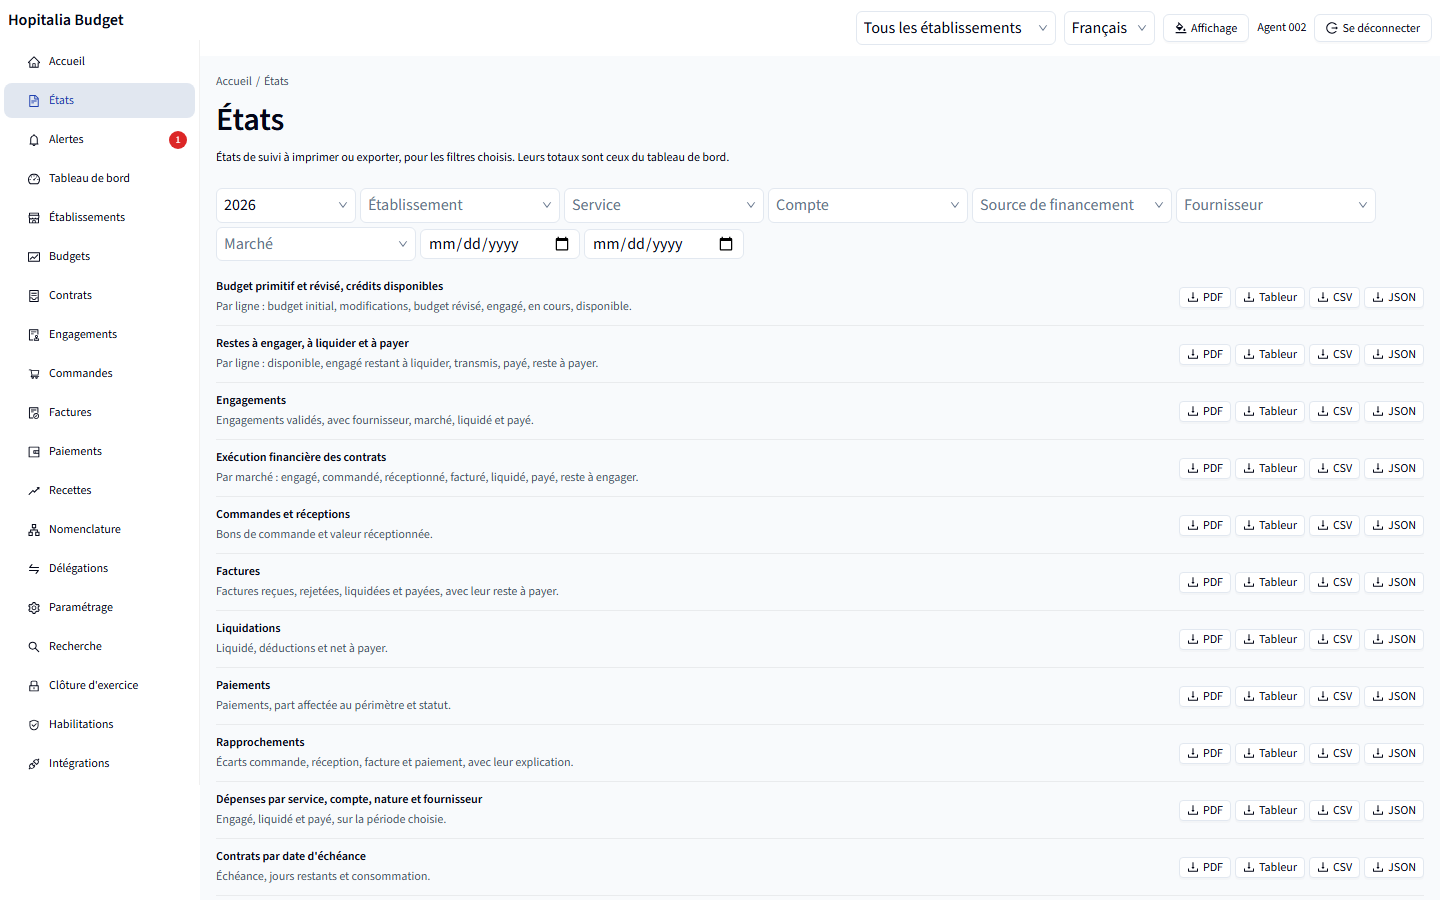 Hopitalia Budget
Tous les établissements
Français
Affichage
Agent 002
Se déconnecter
Accueil
États
Alertes
1
Tableau de bord
Établissements
Budgets
Contrats
Engagements
Commandes
Factures
Paiements
Recettes
Nomenclature
Délégations
Paramétrage
Recherche
Clôture d'exercice
Habilitations
Intégrations
Accueil / États
États
États de suivi à imprimer ou exporter, pour les filtres choisis. Leurs totaux sont ceux du tableau de bord.
2026 Établissement Service Compte Source de financement Fournisseur
Marché mm/dd/yyyy mm/dd/yyyy
Budget primitif et révisé, crédits disponibles
Par ligne : budget initial, modifications, budget révisé, engagé, en cours, disponible.
PDF Tableur CSV JSON
Restes à engager, à liquider et à payer
Par ligne : disponible, engagé restant à liquider, transmis, payé, reste à payer.
PDF Tableur CSV JSON
Engagements
Engagements validés, avec fournisseur, marché, liquidé et payé.
PDF Tableur CSV JSON
Exécution financière des contrats
Par marché : engagé, commandé, réceptionné, facturé, liquidé, payé, reste à engager.
PDF Tableur CSV JSON
Commandes et réceptions
Bons de commande et valeur réceptionnée.
PDF Tableur CSV JSON
Factures
Factures reçues, rejetées, liquidées et payées, avec leur reste à payer.
PDF Tableur CSV JSON
Liquidations
Liquidé, déductions et net à payer.
PDF Tableur CSV JSON
Paiements
Paiements, part affectée au périmètre et statut.
PDF Tableur CSV JSON
Rapprochements
Écarts commande, réception, facture et paiement, avec leur explication.
PDF Tableur CSV JSON
Dépenses par service, compte, nature et fournisseur
Engagé, liquidé et payé, sur la période choisie.
PDF Tableur CSV JSON
Contrats par date d'échéance
Échéance, jours restants et consommation.
PDF Tableur CSV JSON